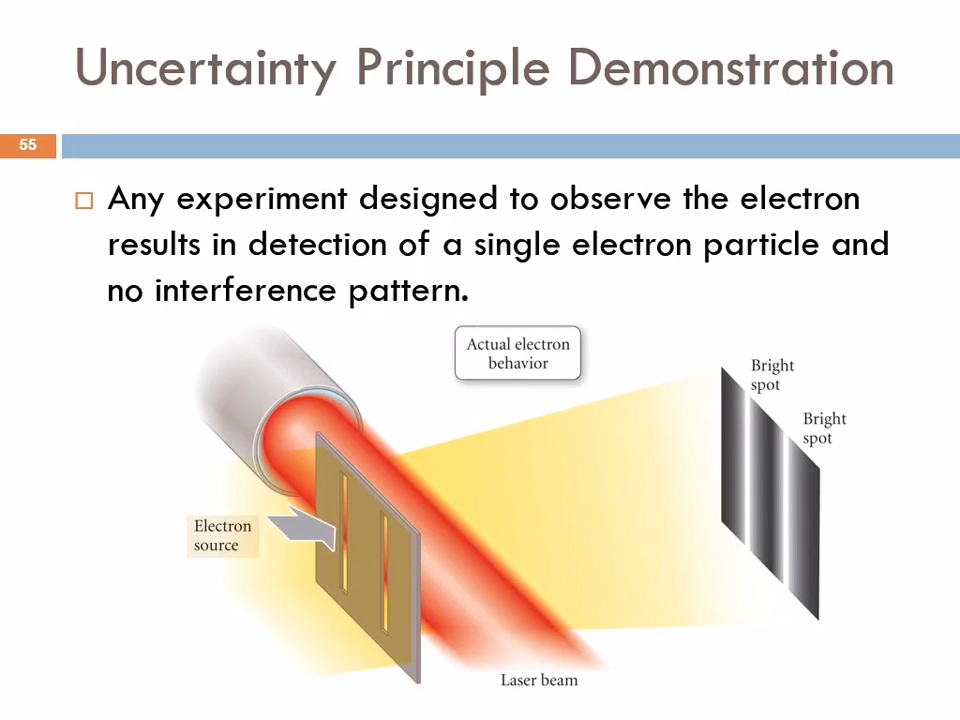 Uncertainty Principle Demonstration
55
Any experiment designed to observe the electron
results in detection of a single electron particle and
no interference pattern.
Actual electron
behavior
Bright
spot
Bright
spot
Electron
source
Laser beam